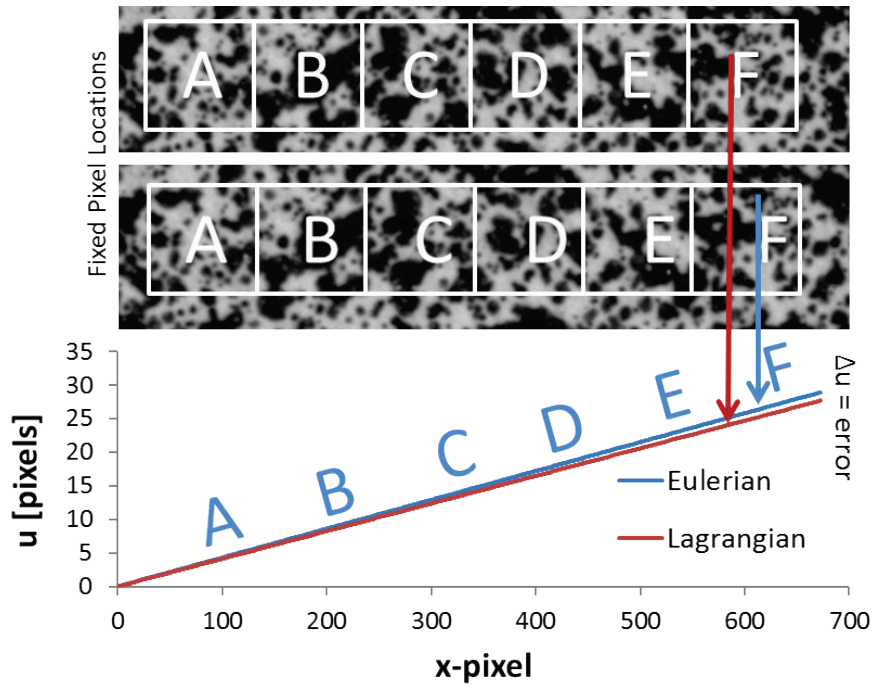 Fixed Pixel Locations
A B C D E F
A B C D E F
35
30
25
20
15
10
5
0
u [pixels]
A B C D E F
Δu = error
Eulerian
Lagrangian
0 100 200 300 400 500 600 700
x-pixel